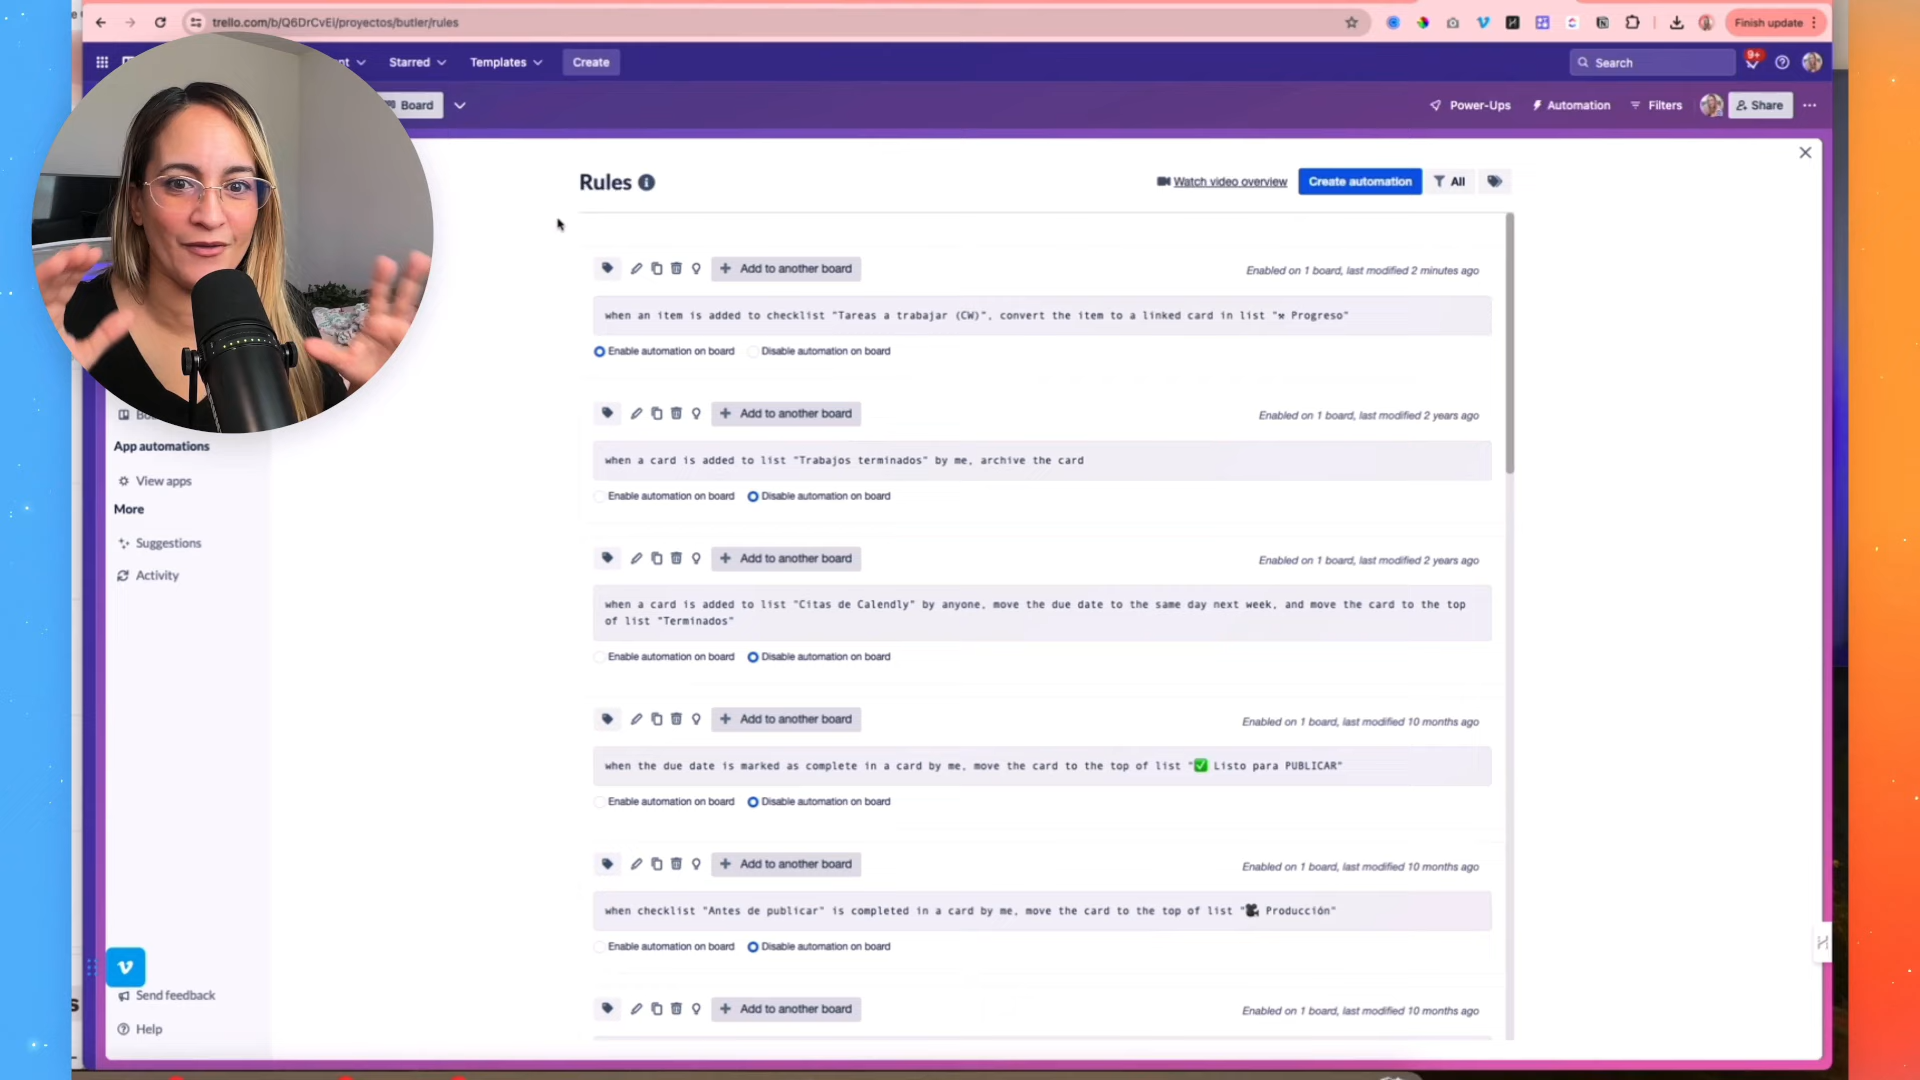 trello.com/b/Q6DrCvEi/proyectos/butler/rules
Finish update
Starred
Templates
Create
Search
9+
Board
Power-Ups
Automation
Filters
Share
Rules
Watch video overview
Create automation
All
Add to another board
Enabled on 1 board, last modified 2 minutes ago
when an item is added to checklist "Tareas a trabajar (CW)", convert the item to a linked card in list "⚒ Progreso"
Enable automation on board
Disable automation on board
Add to another board
Enabled on 1 board, last modified 2 years ago
when a card is added to list "Trabajos terminados" by me, archive the card
Enable automation on board
Disable automation on board
App automations
View apps
More
Suggestions
Activity
Add to another board
Enabled on 1 board, last modified 2 years ago
when a card is added to list "Citas de Calendly" by anyone, move the due date to the same day next week, and move the card to the top
of list "Terminados"
Enable automation on board
Disable automation on board
Add to another board
Enabled on 1 board, last modified 10 months ago
when the due date is marked as complete in a card by me, move the card to the top of list "✅ Listo para PUBLICAR"
Enable automation on board
Disable automation on board
Add to another board
Enabled on 1 board, last modified 10 months ago
when checklist "Antes de publicar" is completed in a card by me, move the card to the top of list "🎥 Producción"
Enable automation on board
Disable automation on board
Add to another board
Enabled on 1 board, last modified 10 months ago
Send feedback
Help